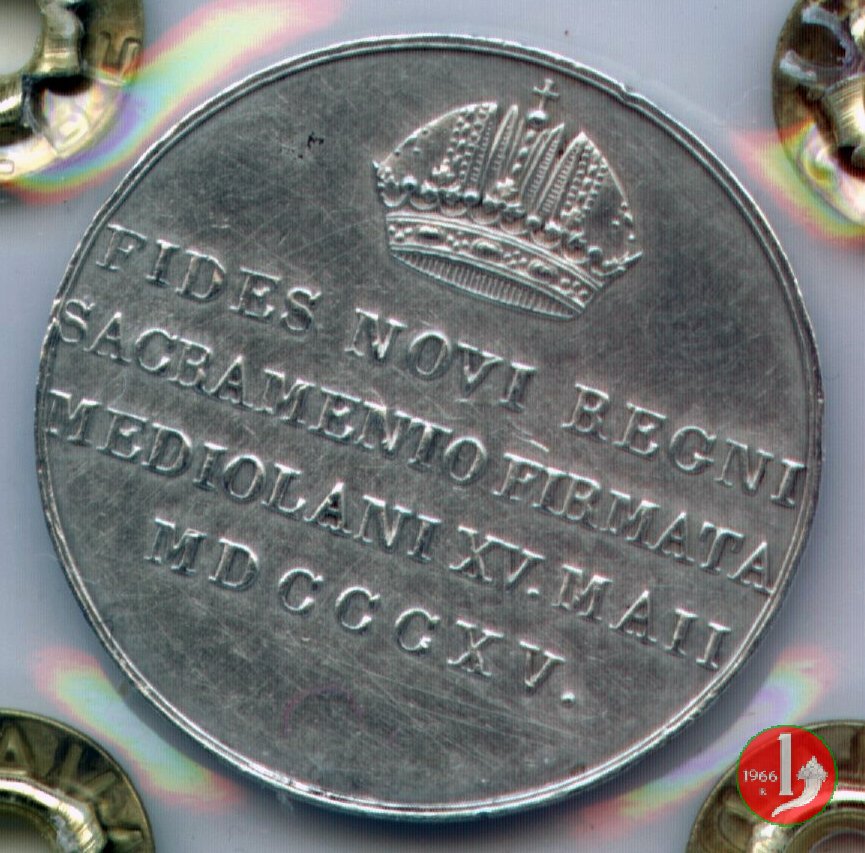 FIDES NOVI REGNI
SACRAMENTO FIRMATA
MEDIOLANI XV. MAII
MDCCCXV.
1966